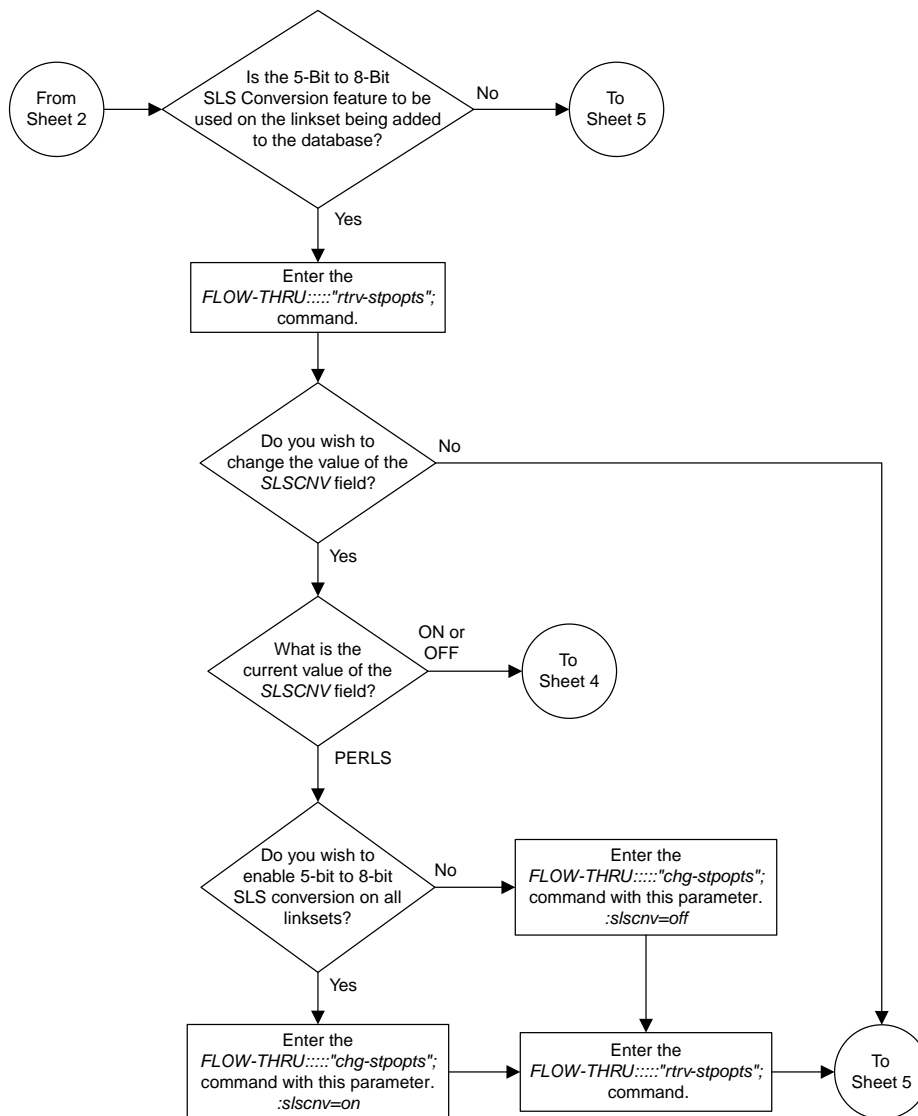 From
Sheet 2
Is the 5-Bit to 8-Bit
SLS Conversion feature to be
used on the linkset being added
to the database?
No
To
Sheet 5
Yes
Enter the
FLOW-THRU:::::"rtrv-stpopts";
command.
Do you wish to
change the value of the
SLSCNV field?
No
Yes
What is the
current value of the
SLSCNV field?
ON or
OFF
To
Sheet 4
PERLS
Do you wish to
enable 5-bit to 8-bit
SLS conversion on all
linksets?
No
Enter the
FLOW-THRU:::::"chg-stpopts";
command with this parameter.
:slscnv=off
Yes
Enter the
FLOW-THRU:::::"chg-stpopts";
command with this parameter.
:slscnv=on
Enter the
FLOW-THRU:::::"rtrv-stpopts";
command.
To
Sheet 5